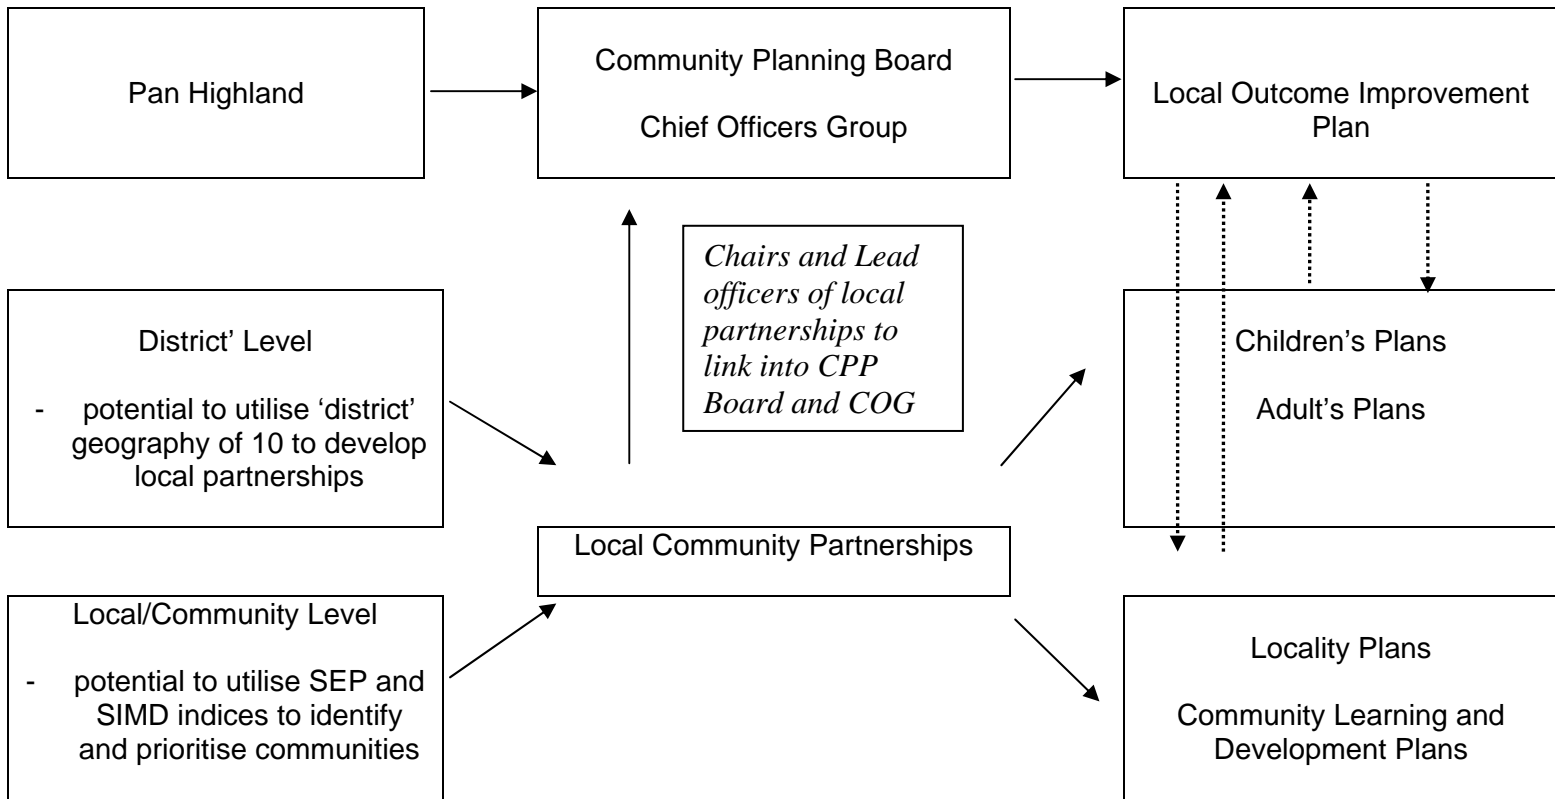 Pan Highland
Community Planning Board
Chief Officers Group
Local Outcome Improvement
Plan
Chairs and Lead
officers of local
partnerships to
link into CPP
Board and COG
District’ Level
- potential to utilise ‘district’
geography of 10 to develop
local partnerships
Children’s Plans
Adult’s Plans
Local Community Partnerships
Local/Community Level
- potential to utilise SEP and
SIMD indices to identify
and prioritise communities
Locality Plans
Community Learning and
Development Plans